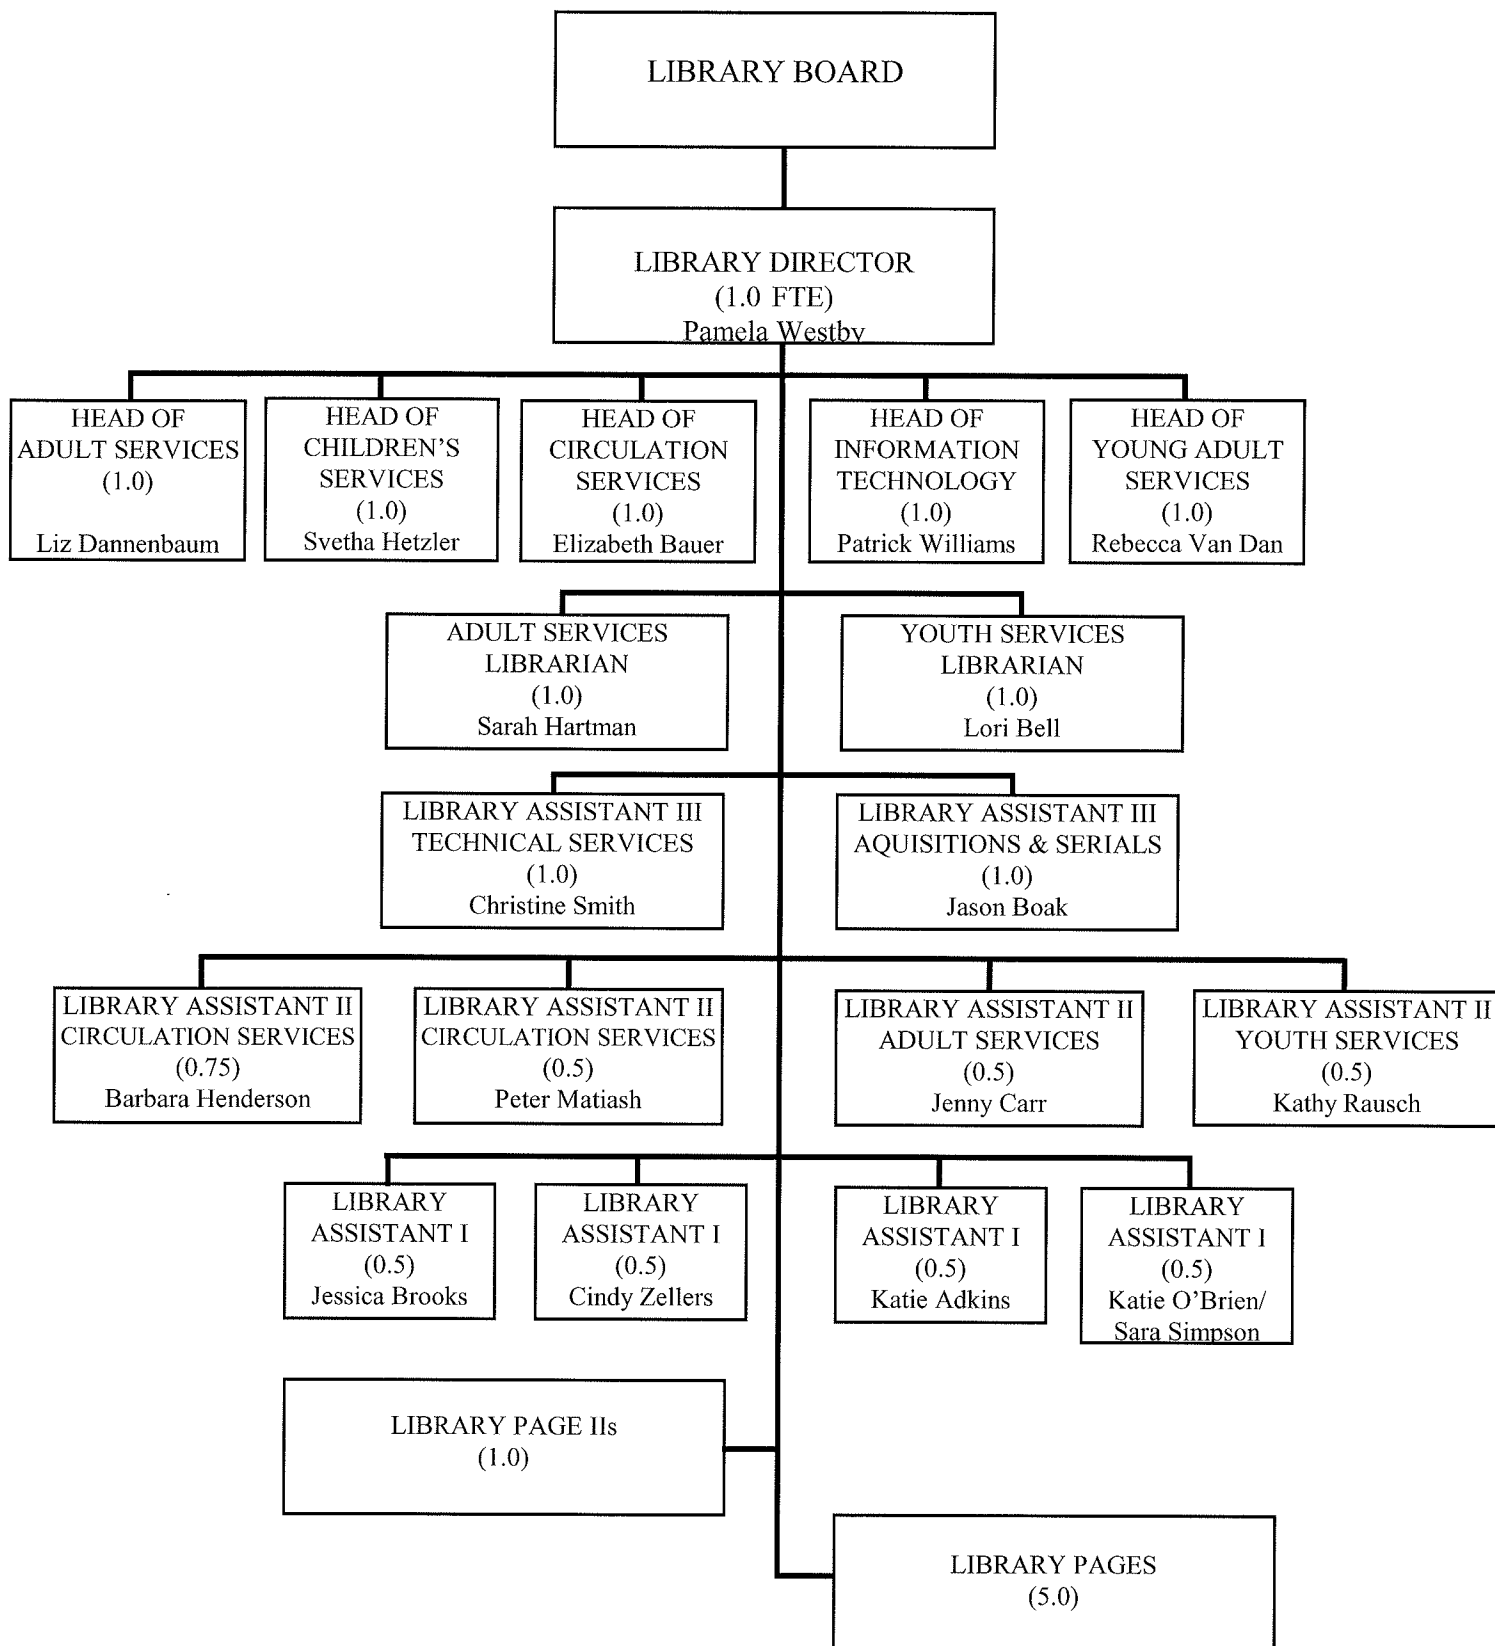 LIBRARY BOARD
LIBRARY DIRECTOR
(1.0 FTE)
Pamela Westby
HEAD OF
ADULT SERVICES
(1.0)
Liz Dannenbaum
HEAD OF
CHILDREN'S
SERVICES
(1.0)
Svetha Hetzler
HEAD OF
CIRCULATION
SERVICES
(1.0)
Elizabeth Bauer
HEAD OF
INFORMATION
TECHNOLOGY
(1.0)
Patrick Williams
HEAD OF
YOUNG ADULT
SERVICES
(1.0)
Rebecca Van Dan
ADULT SERVICES
LIBRARIAN
(1.0)
Sarah Hartman
YOUTH SERVICES
LIBRARIAN
(1.0)
Lori Bell
LIBRARY ASSISTANT III
TECHNICAL SERVICES
(1.0)
Christine Smith
LIBRARY ASSISTANT III
AQUISITIONS & SERIALS
(1.0)
Jason Boak
LIBRARY ASSISTANT II
CIRCULATION SERVICES
(0.75)
Barbara Henderson
LIBRARY ASSISTANT II
CIRCULATION SERVICES
(0.5)
Peter Matiash
LIBRARY ASSISTANT II
ADULT SERVICES
(0.5)
Jenny Carr
LIBRARY ASSISTANT II
YOUTH SERVICES
(0.5)
Kathy Rausch
LIBRARY
ASSISTANT I
(0.5)
Jessica Brooks
LIBRARY
ASSISTANT I
(0.5)
Cindy Zellers
LIBRARY
ASSISTANT I
(0.5)
Katie Adkins
LIBRARY
ASSISTANT I
(0.5)
Katie O'Brien/
Sara Simpson
LIBRARY PAGE IIs
(1.0)
LIBRARY PAGES
(5.0)